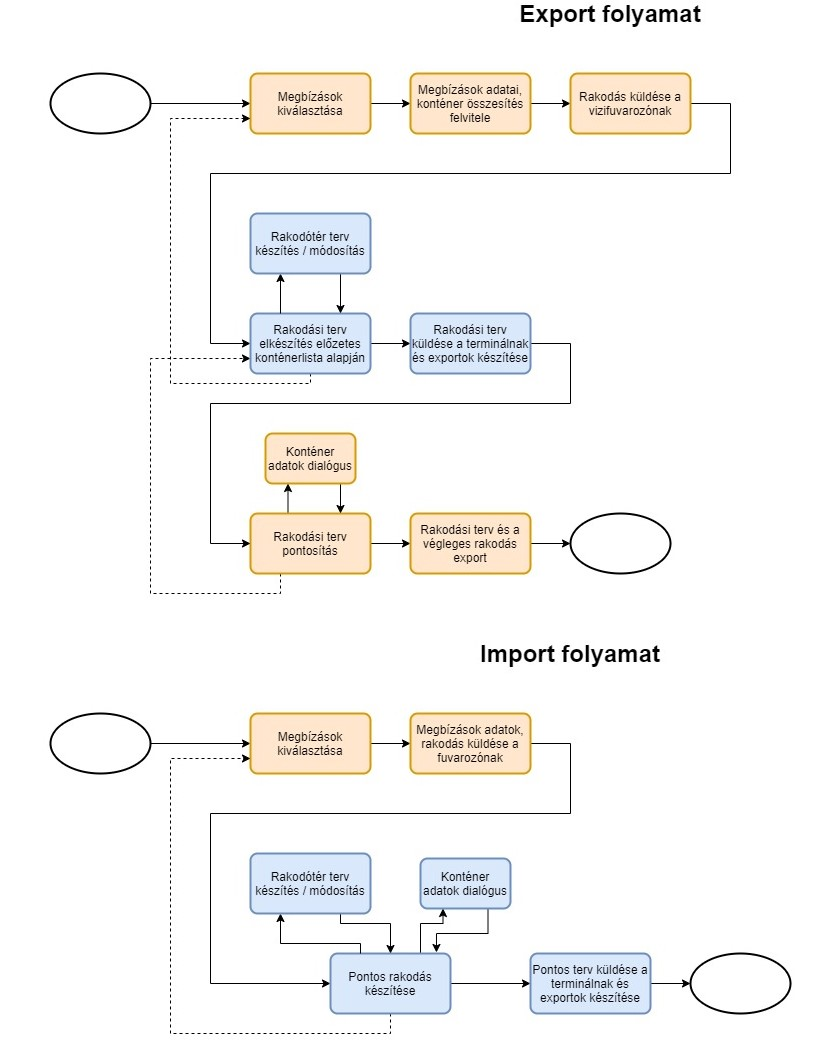 Export folyamat
Megbízások
kiválasztása
Megbízások adatai,
konténer összesítés
felvitele
Rakodás küldése a
vizifuvarozónak
Rakodótér terv
készítés / módosítás
Rakodási terv
elkészítés előzetes
konténerlista alapján
Rakodási terv
küldése a terminálnak
és exportok készítése
Konténer
adatok dialógus
Rakodási terv
pontosítás
Rakodási terv és a
végleges rakodás
export
Import folyamat
Megbízások
kiválasztása
Megbízások adatok,
rakodás küldése a
fuvarozónak
Rakodótér terv
készítés / módosítás
Konténer
adatok dialógus
Pontos rakodás
készítése
Pontos terv küldése a
terminálnak és
exportok készítése